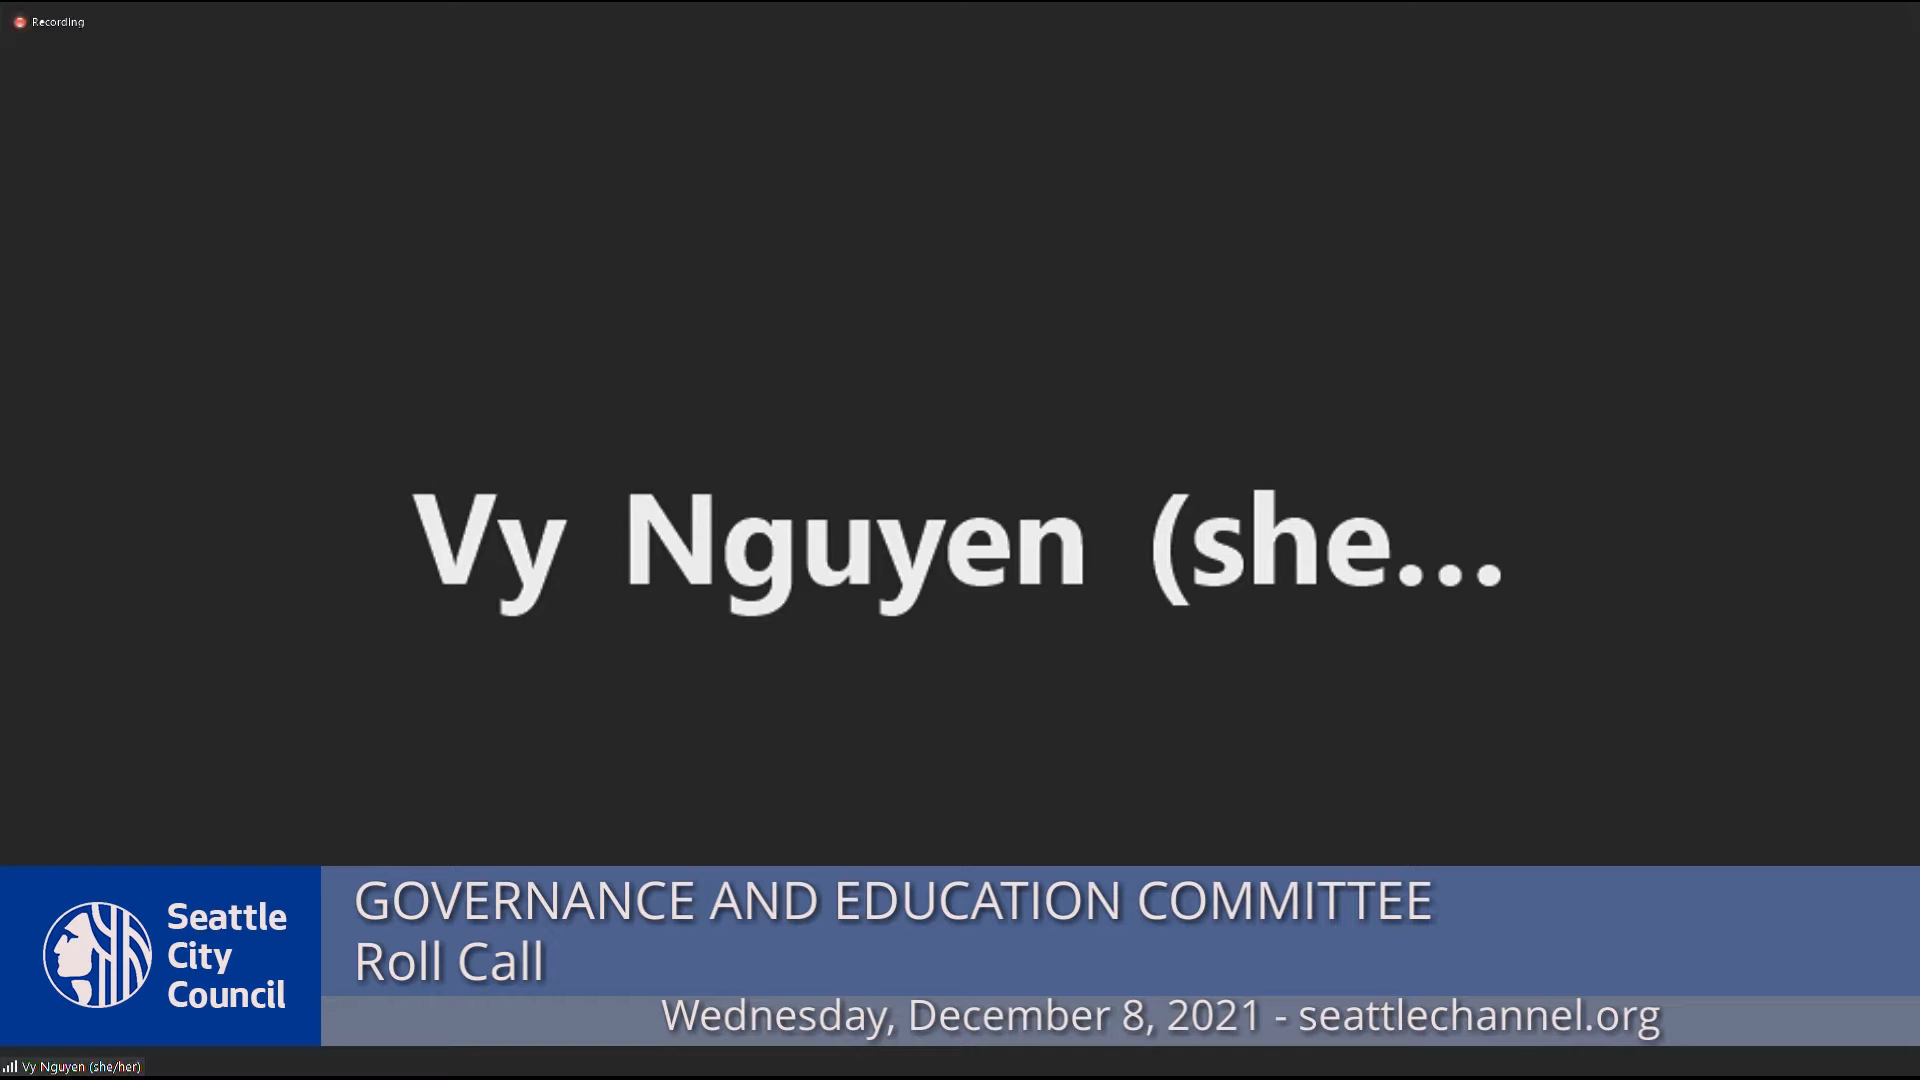 Recording
Vy Nguyen (she...
Seattle
City
Council
GOVERNANCE AND EDUCATION COMMITTEE
Roll Call
Wednesday, December 8, 2021 - seattlechannel.org
Vy Nguyen (she/her)